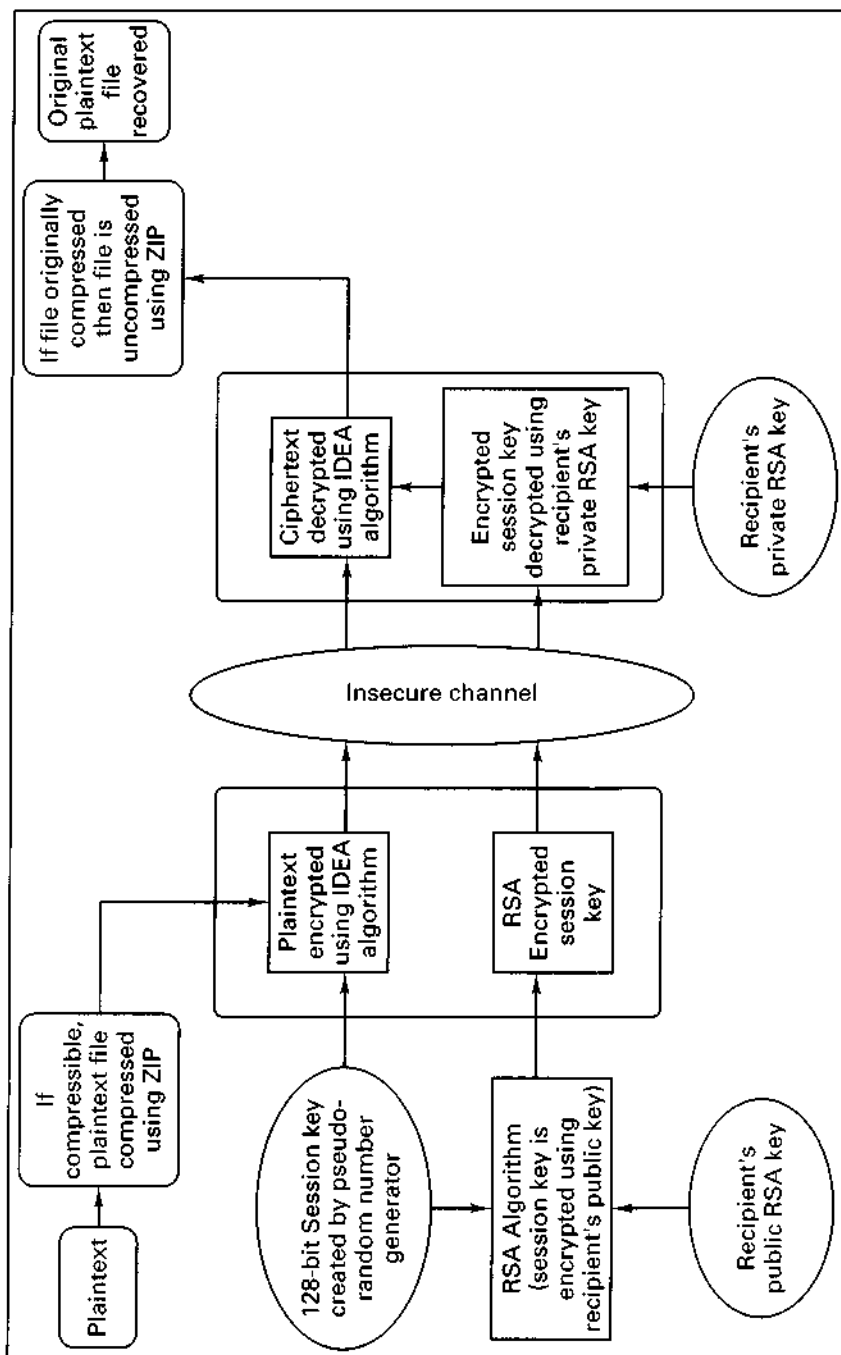 Plaintext
If
compressible,
plaintext file
compressed
using ZIP
128-bit Session key
created by pseudo-
random number
generator
RSA Algorithm
(session key is
encrypted using
recipient's public key)
Recipient's
public RSA key
Plaintext
encrypted
using IDEA
algorithm
RSA
Encrypted
session
key
Insecure channel
Ciphertext
decrypted
using IDEA
algorithm
Encrypted
session key
decrypted using
recipient's
private RSA key
Recipient's
private RSA key
If file originally
compressed
then file is
uncompressed
using ZIP
Original
plaintext
file
recovered